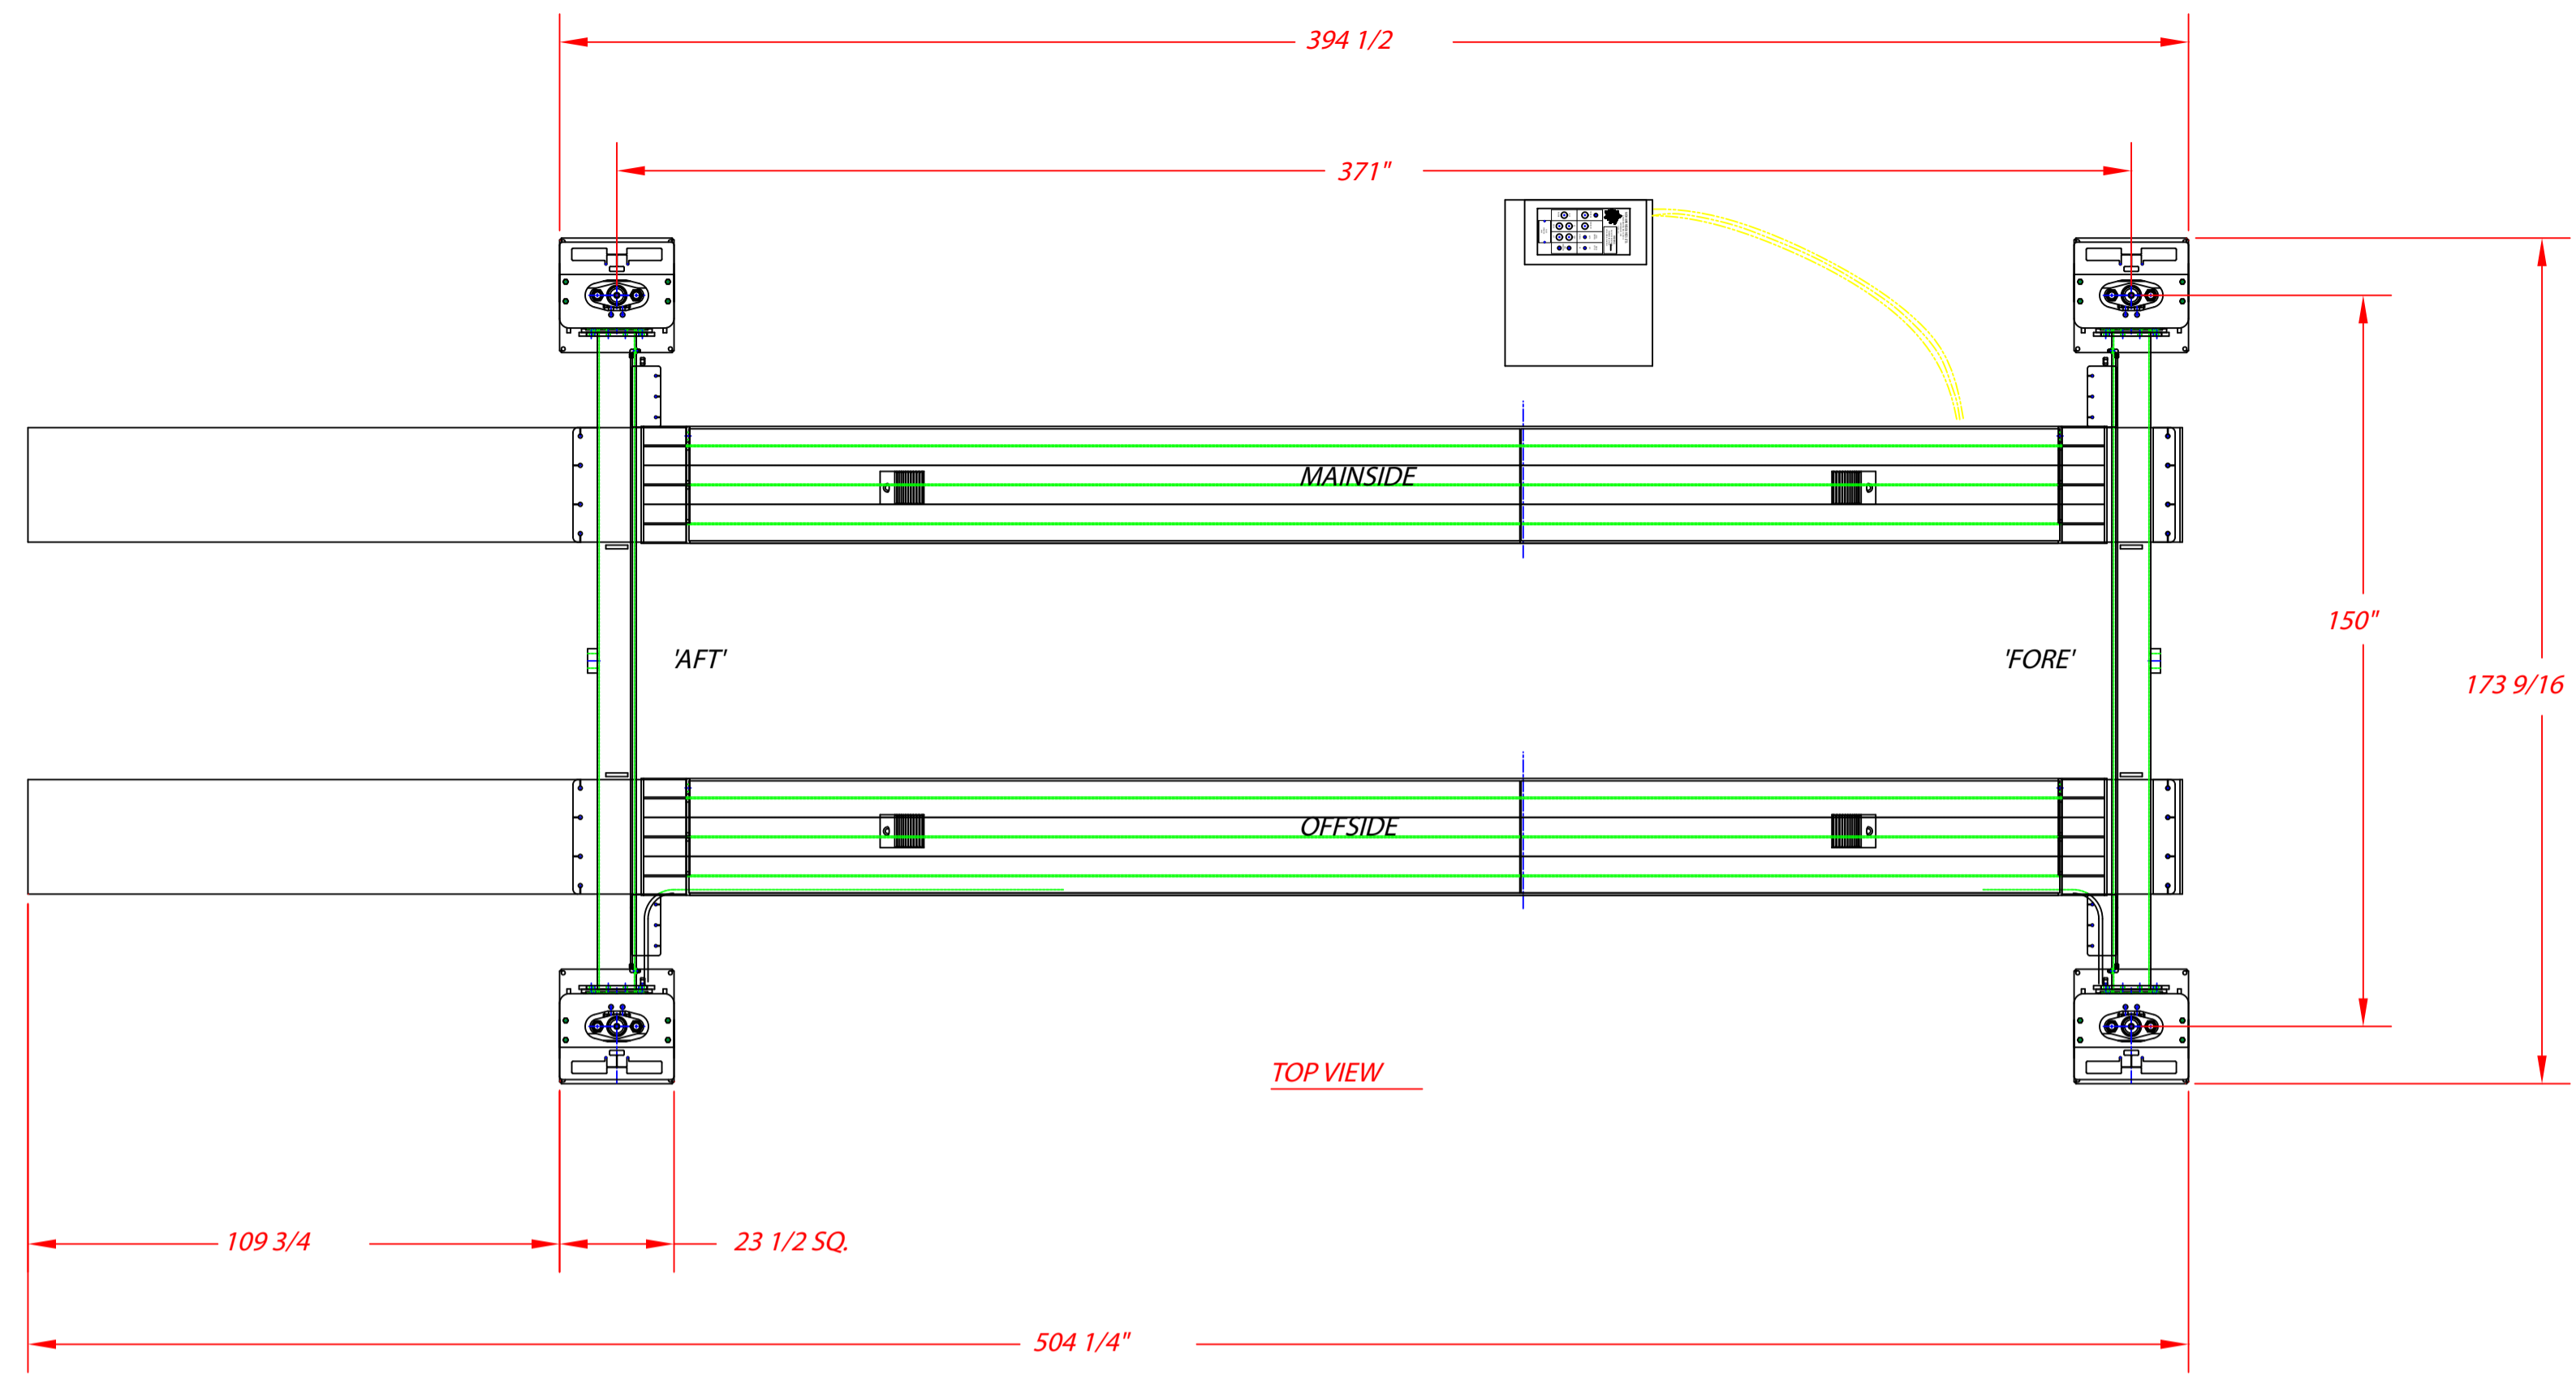 394 1/2
371"
MAINSIDE
150"
'AFT'
'FORE'
173 9/16
OFFSIDE
TOP VIEW
109 3/4
23 1/2 SQ.
504 1/4"